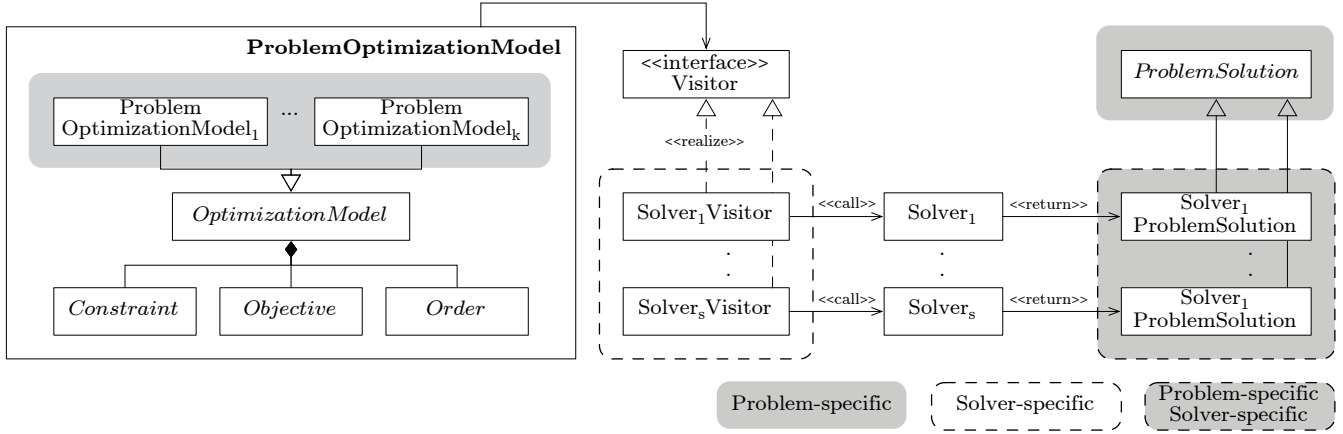 ProblemOptimizationModel
Problem
OptimizationModel1
...
Problem
OptimizationModelk
OptimizationModel
Constraint
Objective
Order
<<interface>>
Visitor
<<realize>>
Solver1Visitor
<<call>>
Solver1
<<return>>
Solver1
ProblemSolution
SolversVisitor
<<call>>
Solvers
<<return>>
Solver1
ProblemSolution
ProblemSolution
Problem-specific
Solver-specific
Problem-specific
Solver-specific